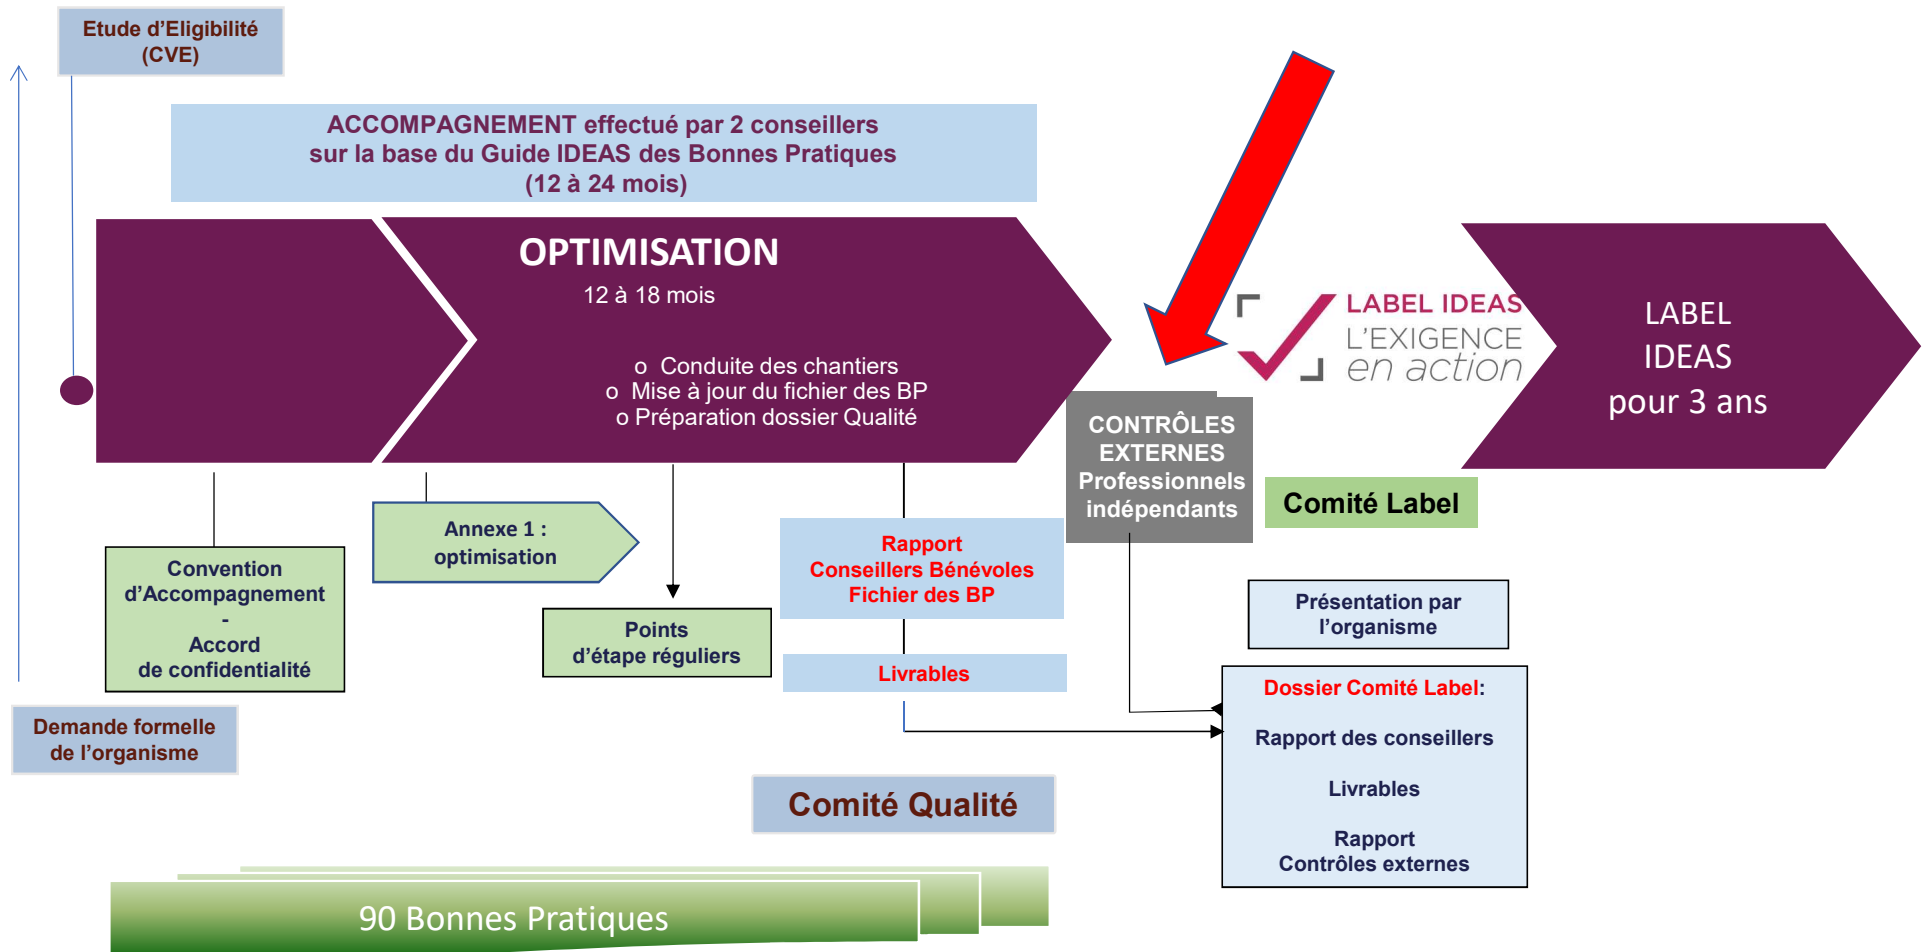 Etude d’Eligibilité
(CVE)
ACCOMPAGNEMENT effectué par 2 conseillers
sur la base du Guide IDEAS des Bonnes Pratiques
(12 à 24 mois)
OPTIMISATION
12 à 18 mois
o Conduite des chantiers
o Mise à jour du fichier des BP
o Préparation dossier Qualité
LABEL IDEAS
L'EXIGENCE
en action
LABEL
IDEAS
pour 3 ans
CONTRÔLES
EXTERNES
Professionnels
indépendants
Comité Label
Annexe 1 :
optimisation
Convention
d’Accompagnement
-
Accord
de confidentialité
Points
d’étape réguliers
Rapport
Conseillers Bénévoles
Fichier des BP
Livrables
Présentation par
l’organisme
Dossier Comité Label:
Rapport des conseillers
Livrables
Rapport
Contrôles externes
Demande formelle
de l’organisme
Comité Qualité
90 Bonnes Pratiques